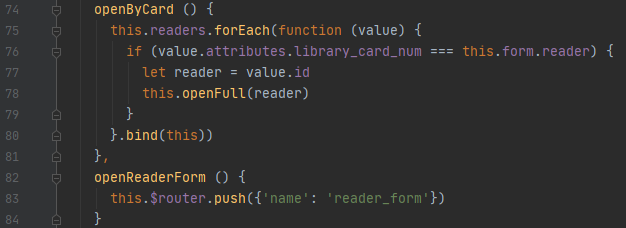 74 openByCard () {
75 this.readers.forEach(function (value) {
76 if (value.attributes.library_card_num === this.form.reader) {
77 let reader = value.id
78 this.openFull(reader)
79 }
80 }.bind(this))
81 },
82 openReaderForm () {
83 this.$router.push({'name': 'reader_form'})
84 }